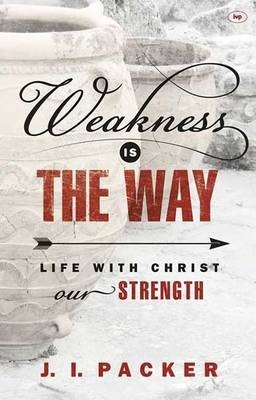 ivp
Weakness
IS
THE WAY
LIFE WITH CHRIST
our STRENGTH
J. I. PACKER